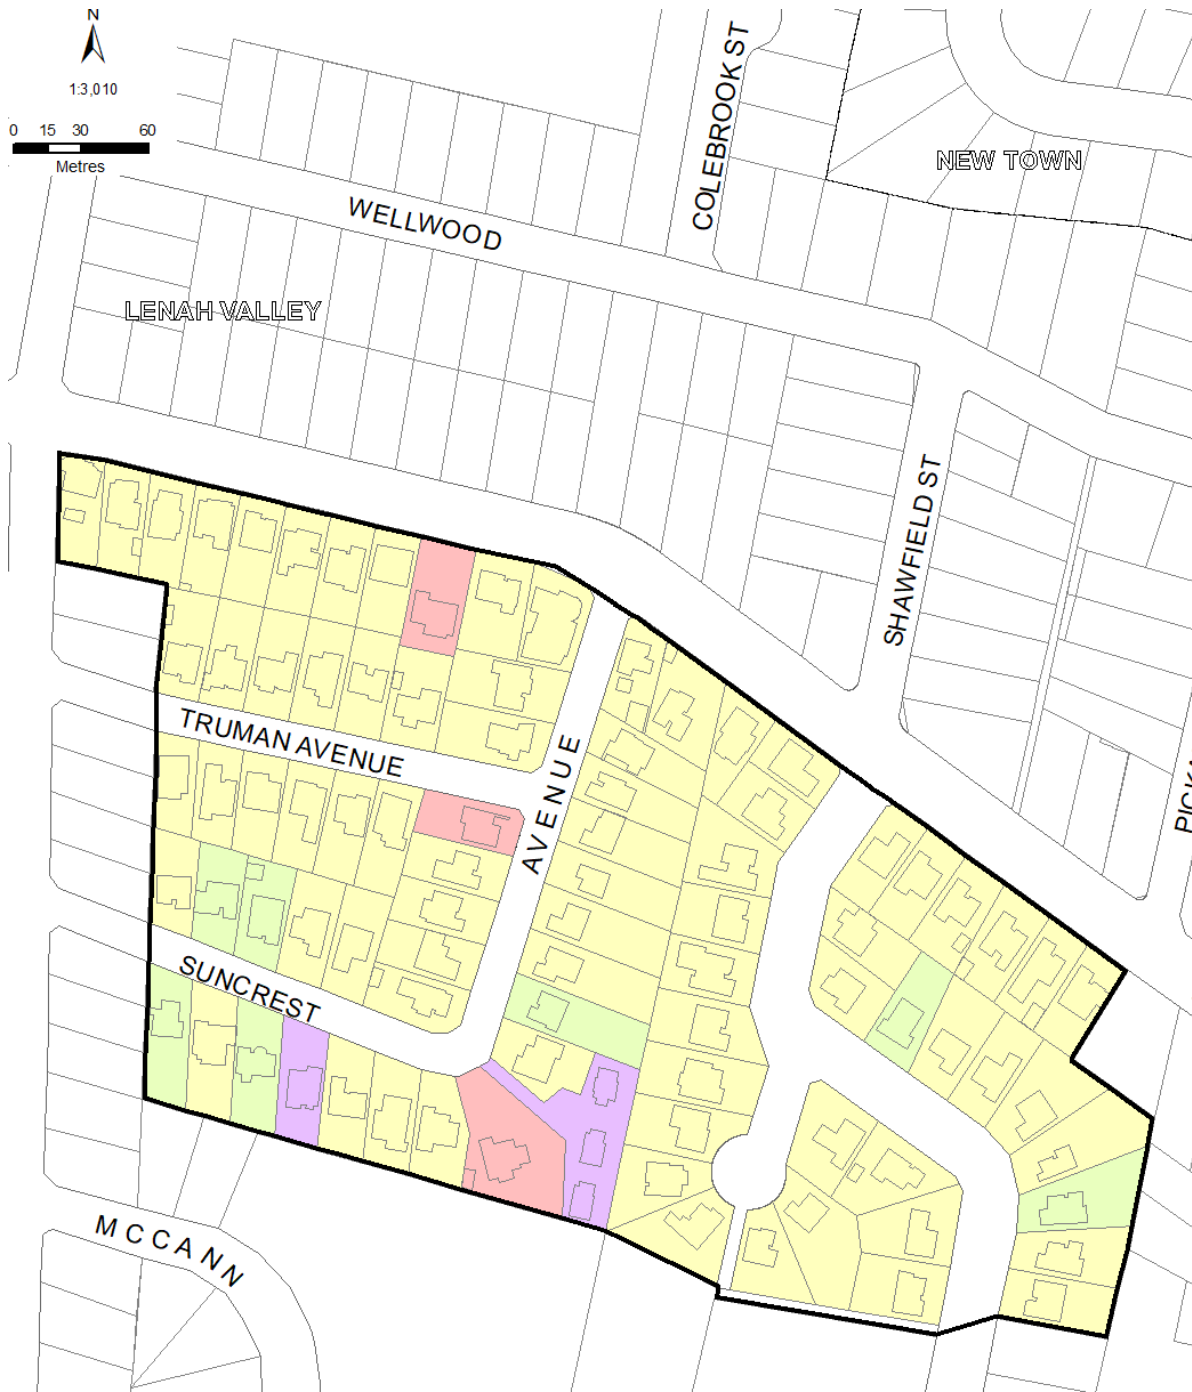 N
1:3,010
0 15 30 60
Metres
COLEBROOK ST
NEW TOWN
WELLWOOD
LENAH VALLEY
SHAWFIELD ST
TRUMAN AVENUE
AVENUE
SUNCREST
MCCANN